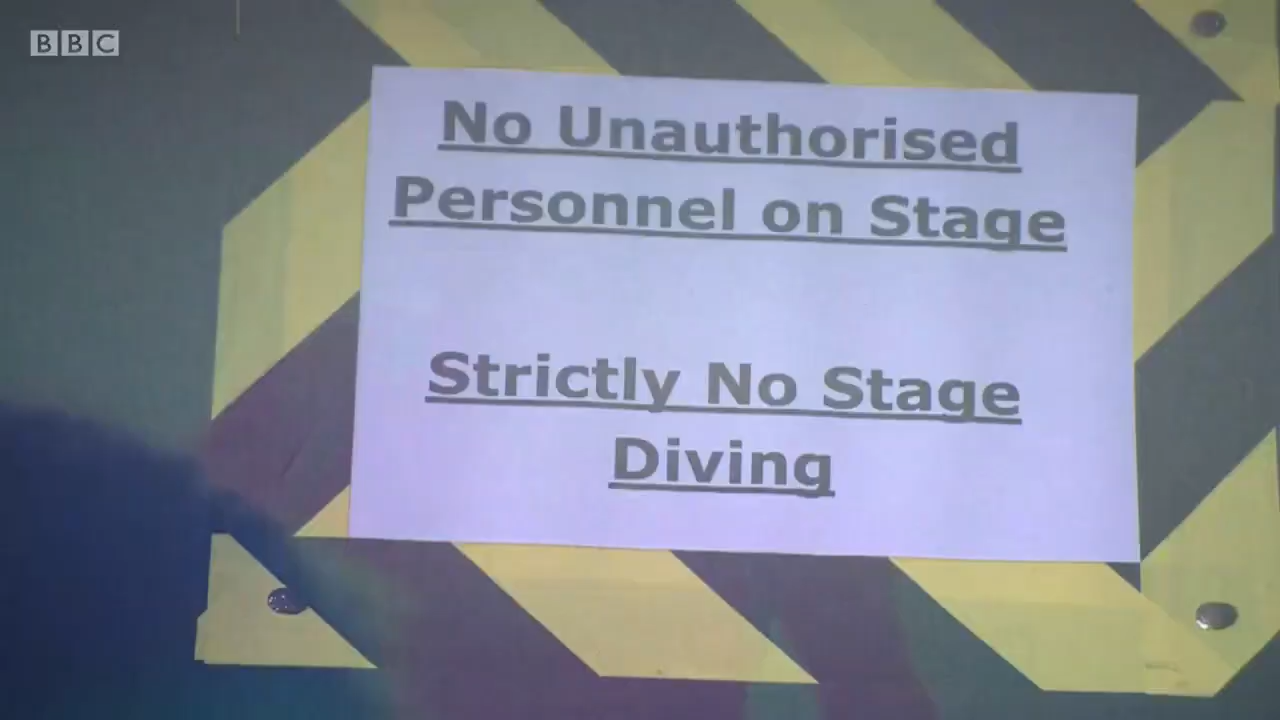 BBC
No Unauthorised
Personnel on Stage
Strictly No Stage
Diving